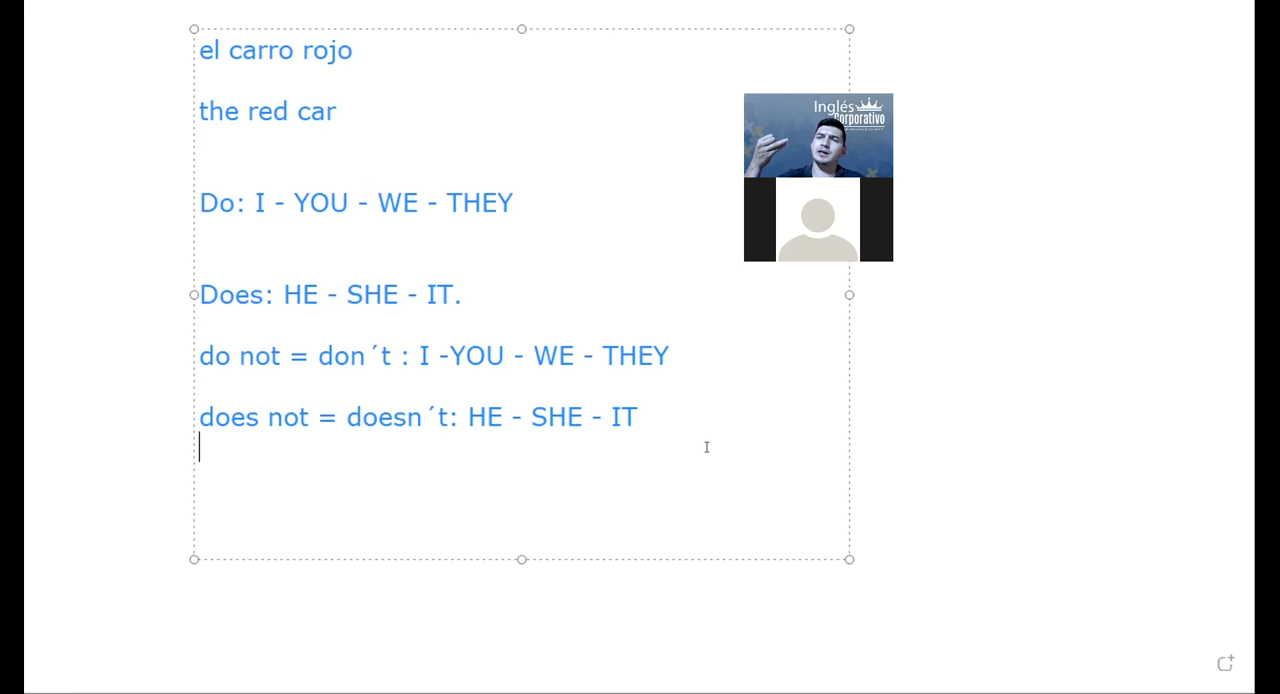 el carro rojo
the red car
Do: I - YOU - WE - THEY
Does: HE - SHE - IT.
do not = don´t : I -YOU - WE - THEY
does not = doesn´t: HE - SHE - IT
Inglés
Corporativo